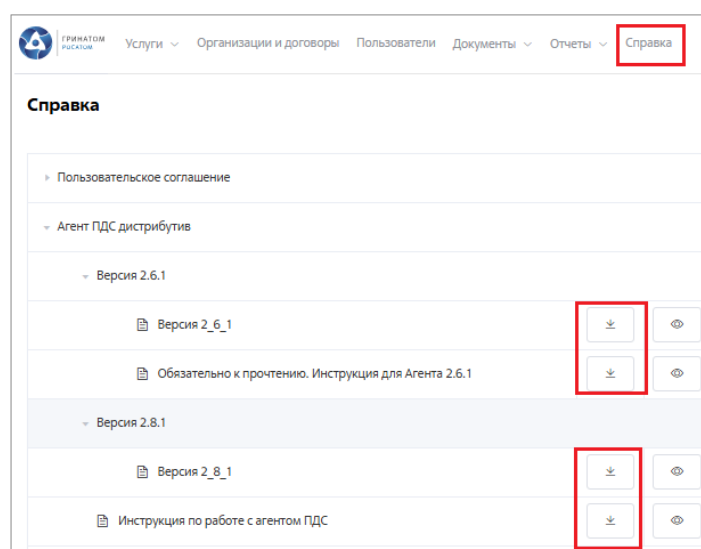 ГРИНАТОМ
РОСАТОМ
Услуги
Организации и договоры
Пользователи
Документы
Отчеты
Справка
Справка
Пользовательское соглашение
Агент ПДС дистрибутив
Версия 2.6.1
Версия 2_6_1
Обязательно к прочтению. Инструкция для Агента 2.6.1
Версия 2.8.1
Версия 2_8_1
Инструкция по работе с агентом ПДС